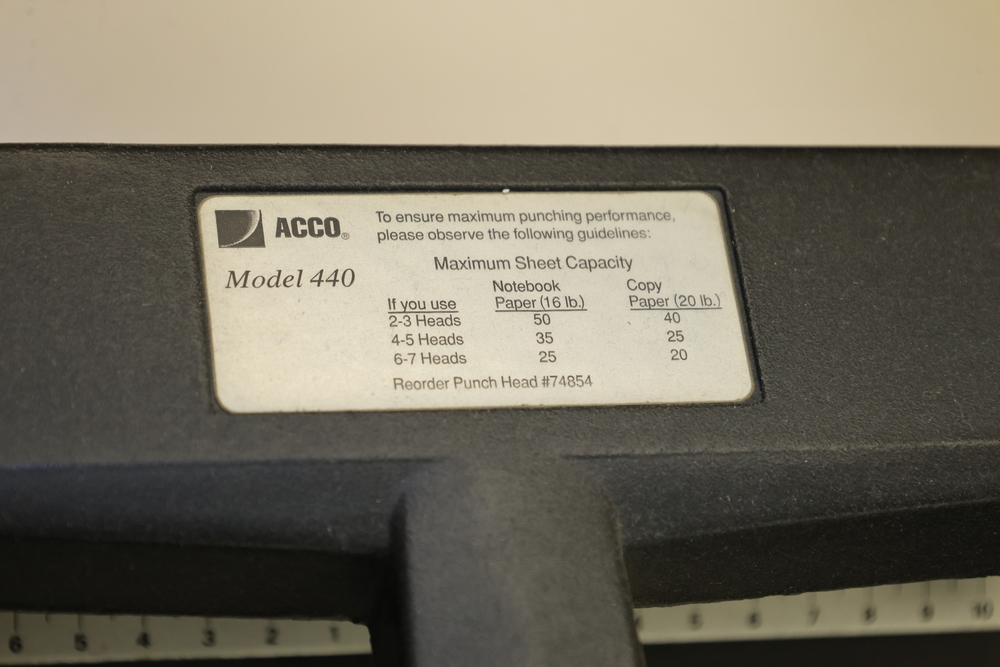 ACCO®
Model 440
To ensure maximum punching performance,
please observe the following guidelines:
Maximum Sheet Capacity
If you use Notebook Paper (16 lb.) Copy Paper (20 lb.)
2-3 Heads 50 40
4-5 Heads 35 25
6-7 Heads 25 20
Reorder Punch Head #74854
6 5 4 3 2 1 5 6 7 8 9 10